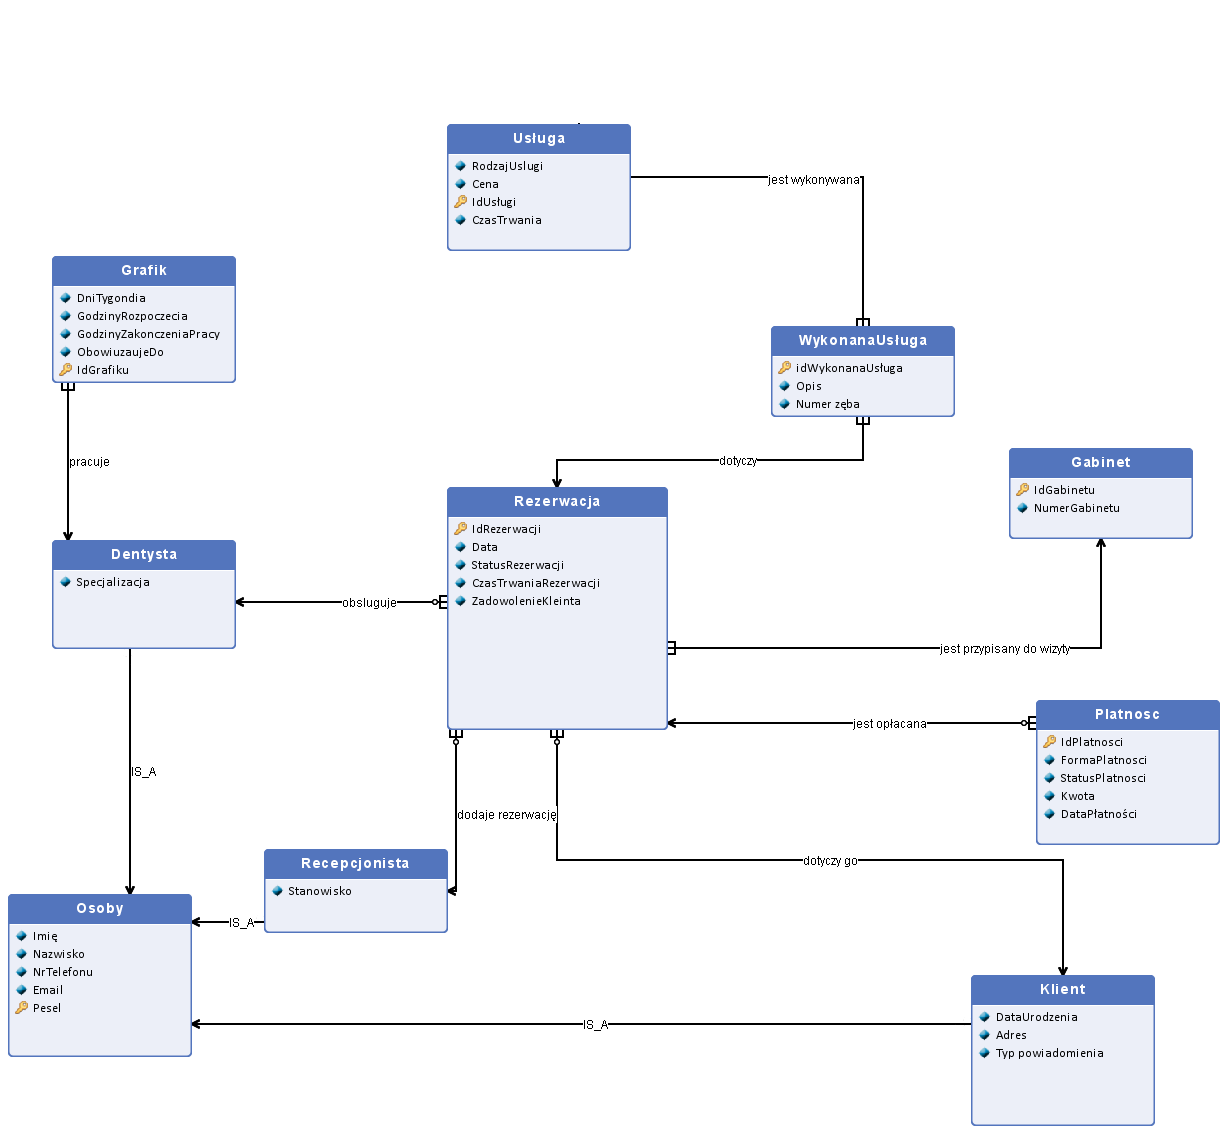 Usługa
RodzajUslugi
Cena
IdUsługi
CzasTrwania
jest wykonywana
Grafik
DniTygondia
GodzinyRozpoczecia
GodzinyZakonczeniaPracy
ObowiuzaujeDo
IdGrafiku
WykonanaUsługa
idWykonanaUsługa
Opis
Numer zęba
pracuje
dotyczy
Gabinet
IdGabinetu
NumerGabinetu
Rezerwacja
IdRezerwacji
Data
StatusRezerwacji
CzasTrwaniaRezerwacji
ZadowolenieKleinta
Dentysta
Specjalizacja
obsluguje
jest przypisany do wizyty
jest opłacana
Platnosc
IdPlatnosci
FormaPlatnosci
StatusPlatnosci
Kwota
DataPłatności
IS_A
dodaje rezerwację
dotyczy go
Recepcjonista
Stanowisko
IS_A
Osoby
Imię
Nazwisko
NrTelefonu
Email
Pesel
IS_A
Klient
DataUrodzenia
Adres
Typ powiadomienia